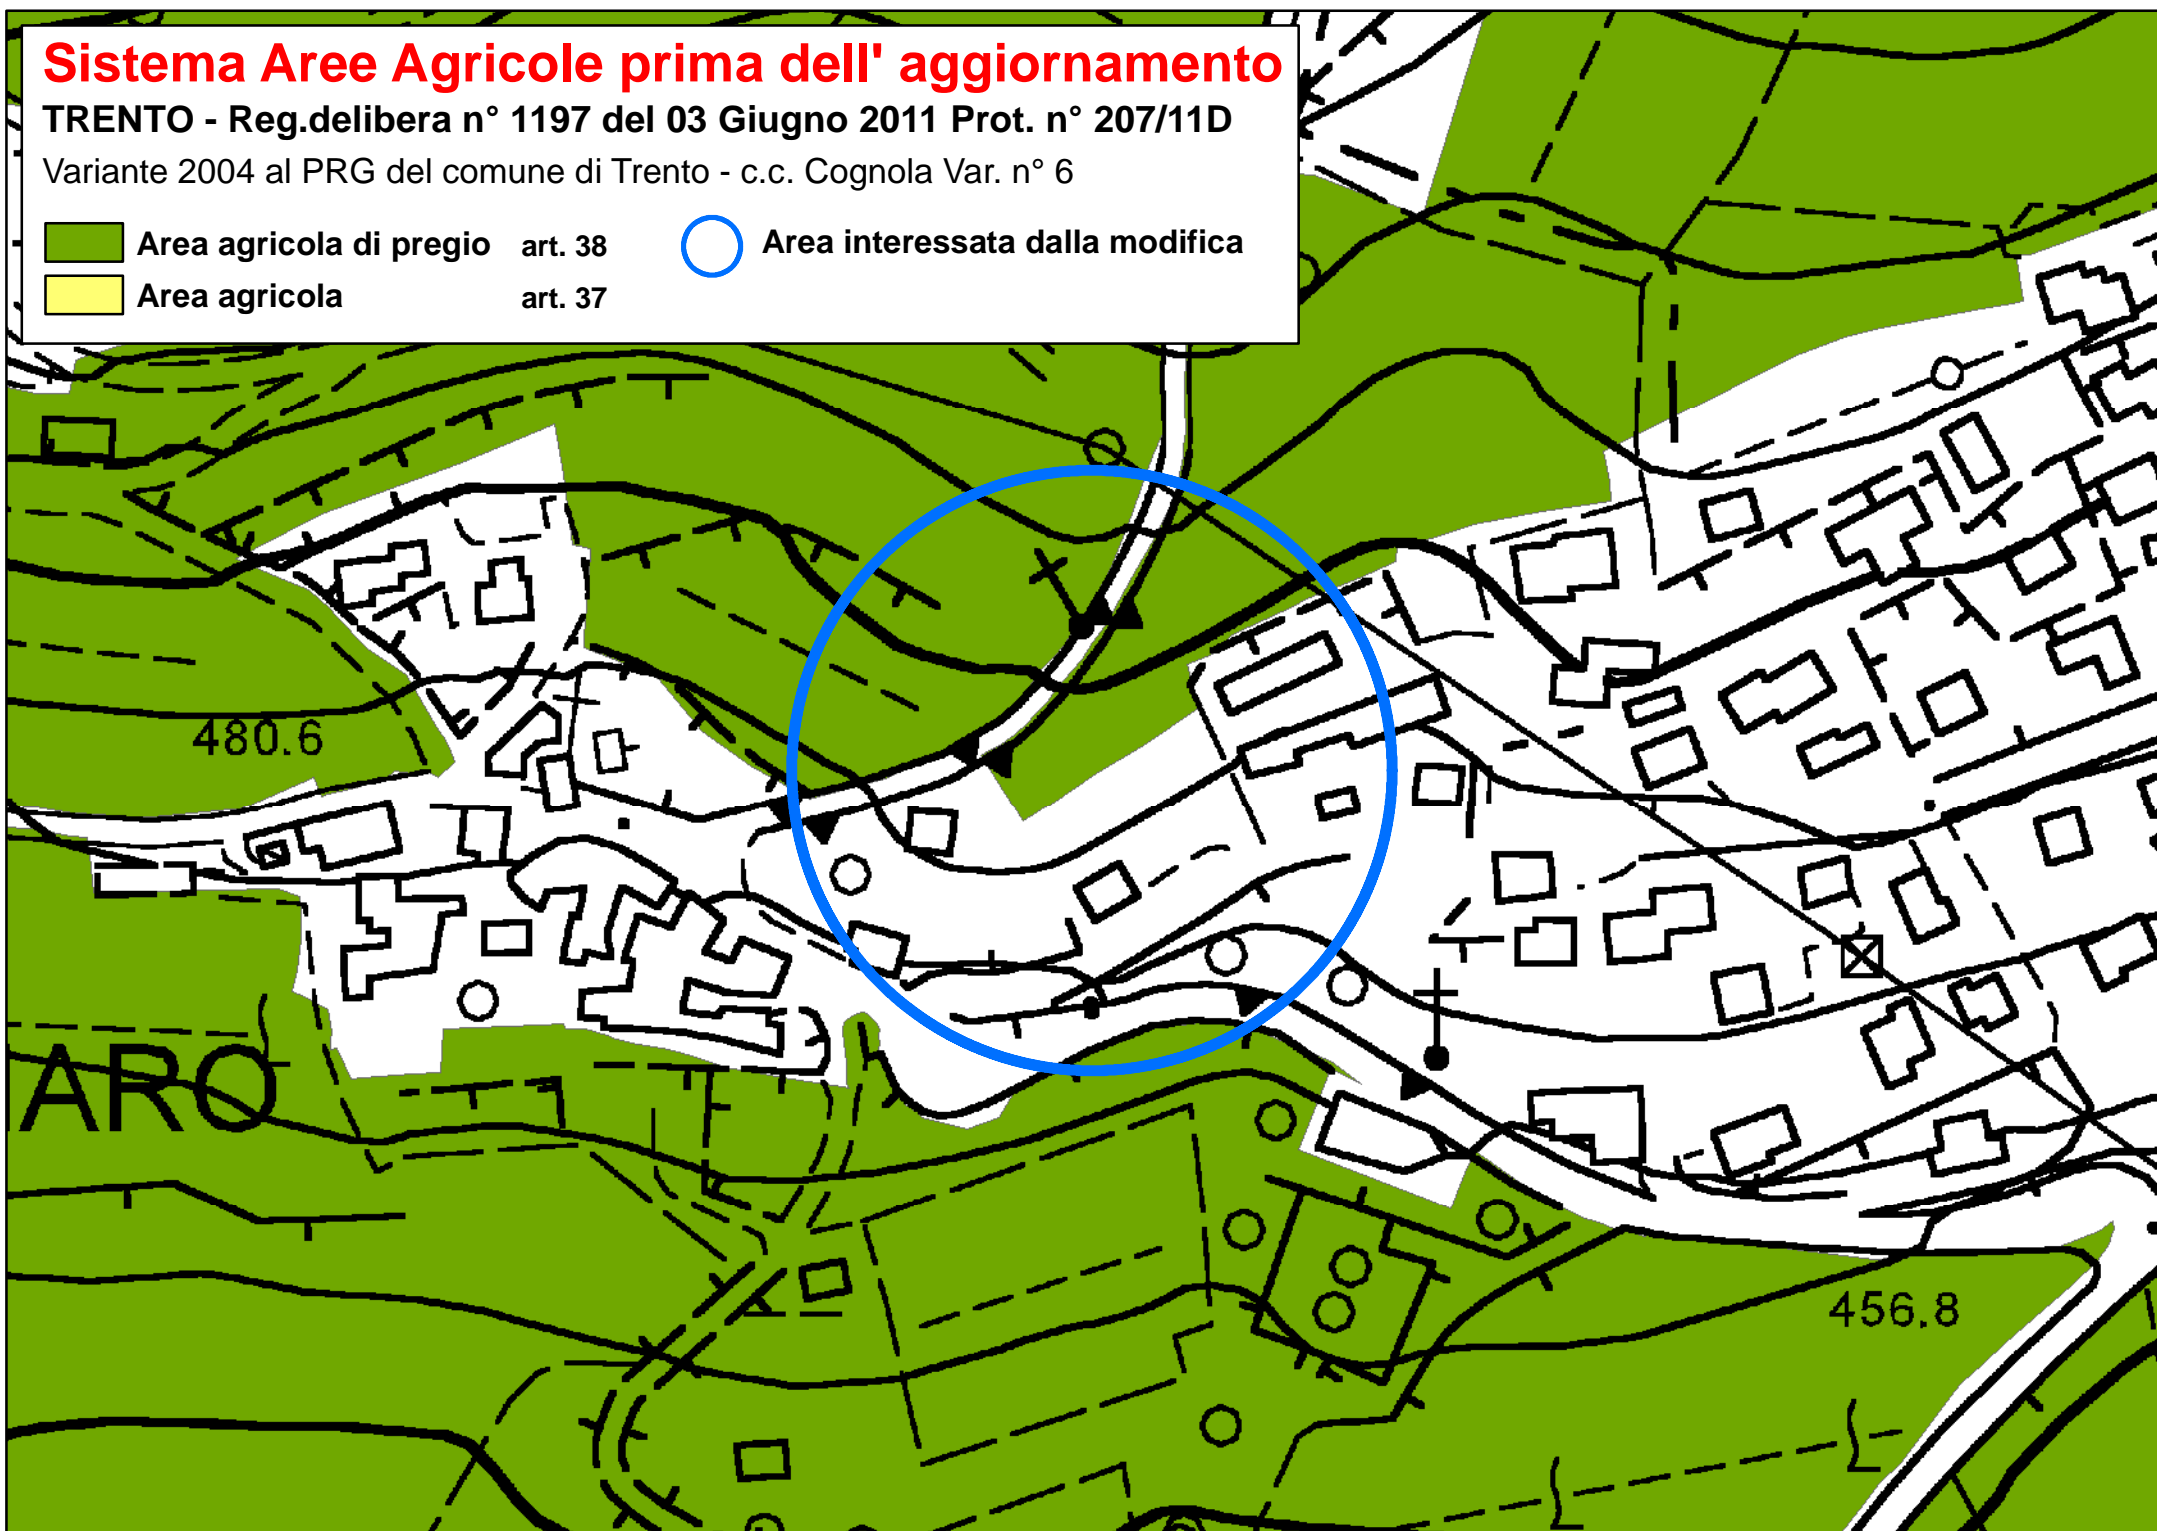 Sistema Aree Agricole prima dell' aggiornamento
TRENTO - Reg.delibera n° 1197 del 03 Giugno 2011 Prot. n° 207/11D
Variante 2004 al PRG del comune di Trento - c.c. Cognola Var. n° 6
Area agricola di pregio art. 38
Area interessata dalla modifica
Area agricola art. 37
480.6
ARO
456.8